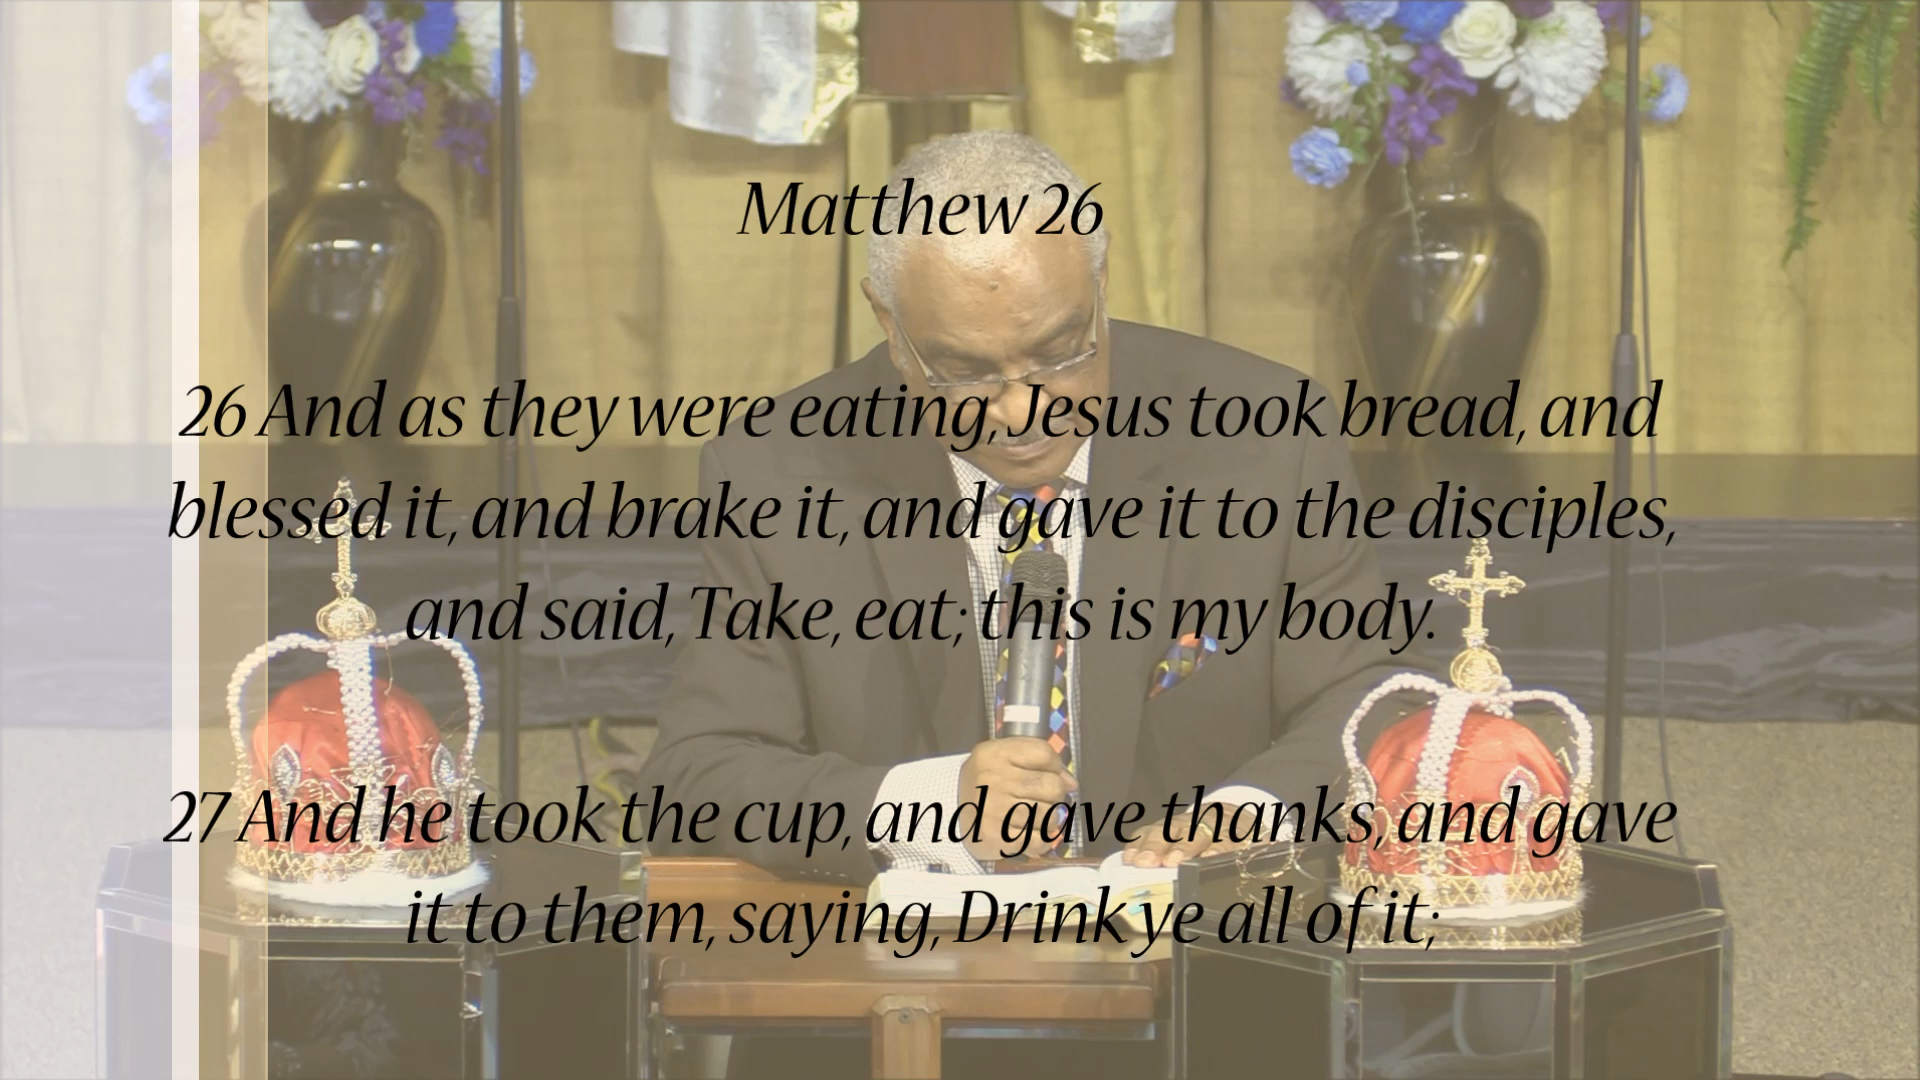 Matthew 26
26 And as they were eating, Jesus took bread, and
blessed it, and brake it, and gave it to the disciples,
and said, Take, eat; this is my body.
27 And he took the cup, and gave thanks, and gave
it to them, saying, Drink ye all of it;